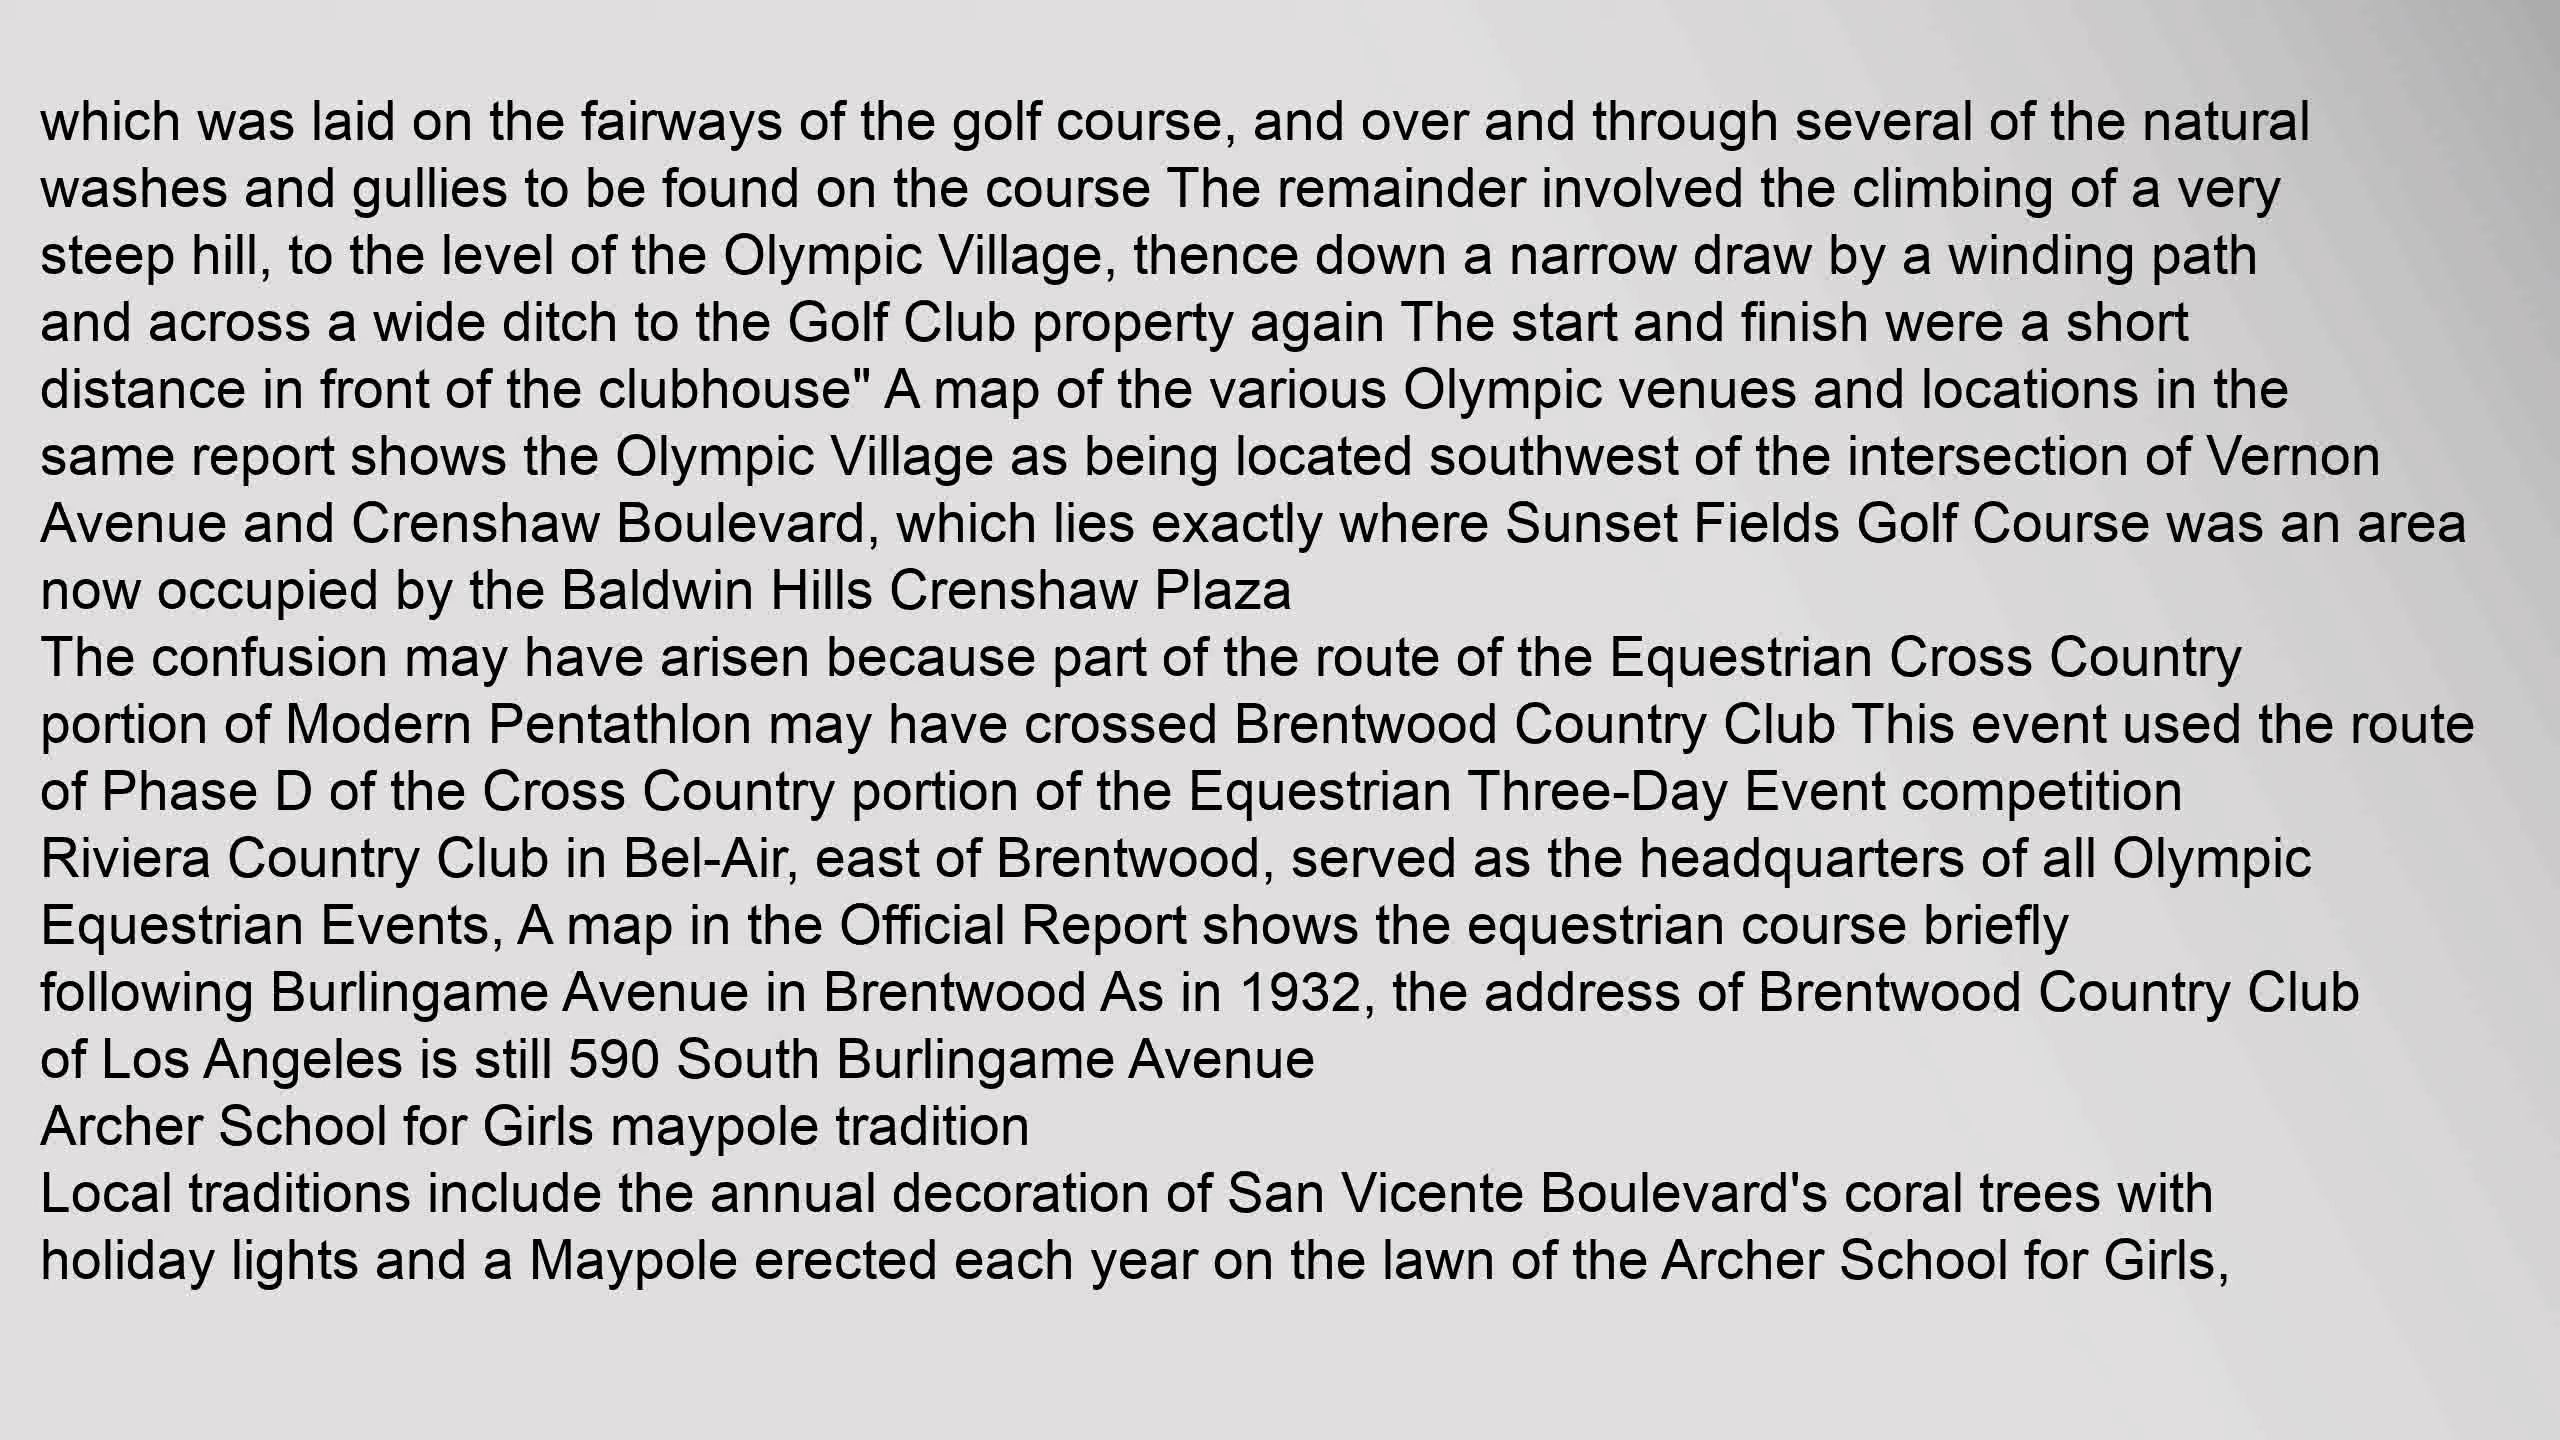 which was laid on the fairways of the golf course, and over and through several of the natural
washes and gullies to be found on the course The remainder involved the climbing of a very
steep hill, to the level of the Olympic Village, thence down a narrow draw by a winding path
and across a wide ditch to the Golf Club property again The start and finish were a short
distance in front of the clubhouse" A map of the various Olympic venues and locations in the
same report shows the Olympic Village as being located southwest of the intersection of Vernon
Avenue and Crenshaw Boulevard, which lies exactly where Sunset Fields Golf Course was an area
now occupied by the Baldwin Hills Crenshaw Plaza
The confusion may have arisen because part of the route of the Equestrian Cross Country
portion of Modern Pentathlon may have crossed Brentwood Country Club This event used the route
of Phase D of the Cross Country portion of the Equestrian Three-Day Event competition
Riviera Country Club in Bel-Air, east of Brentwood, served as the headquarters of all Olympic
Equestrian Events, A map in the Official Report shows the equestrian course briefly
following Burlingame Avenue in Brentwood As in 1932, the address of Brentwood Country Club
of Los Angeles is still 590 South Burlingame Avenue
Archer School for Girls maypole tradition
Local traditions include the annual decoration of San Vicente Boulevard's coral trees with
holiday lights and a Maypole erected each year on the lawn of the Archer School for Girls,